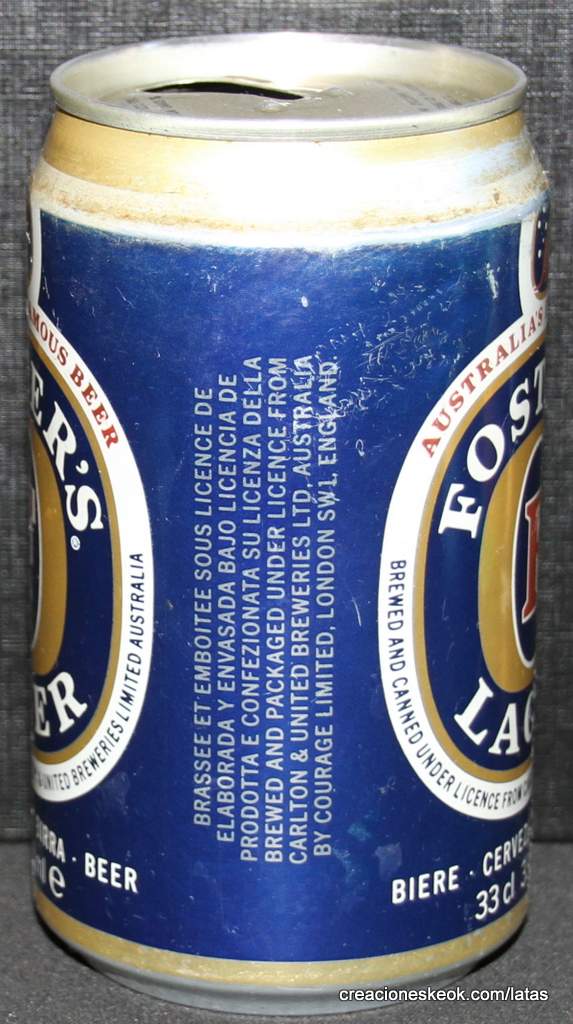 AMOUS BEER
ER'S®
ER
UNITED BREWERIES LIMITED AUSTRALIA
BIRRA · BEER
ml e
BRASSEE ET EMBOITEE SOUS LICENCE DE
ELABORADA Y ENVASADA BAJO LICENCIA DE
PRODOTTA E CONFEZIONATA SU LICENZA DELLA
BREWED AND PACKAGED UNDER LICENCE FROM
CARLTON & UNITED BREWERIES LTD, AUSTRALIA
BY COURAGE LIMITED, LONDON SW1, ENGLAND
AUSTRALIA'S
FOST
LAG
BREWED AND CANNED UNDER LICENCE FROM
BIERE · CERVE
33 cl
creacioneskeok.com/latas